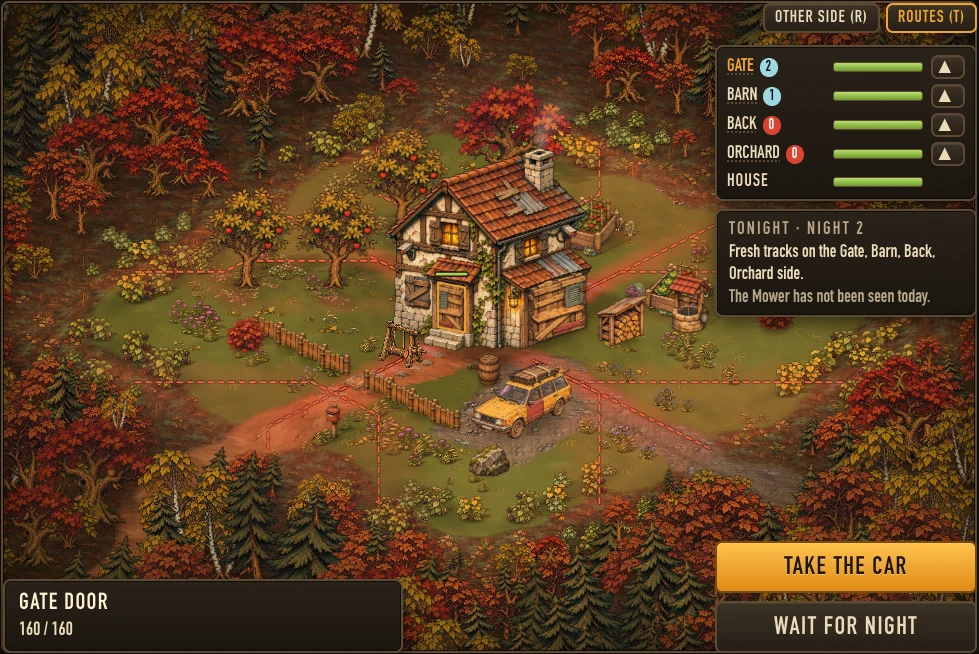 OTHER SIDE (R)
ROUTES (T)
GATE 2
BARN 1
BACK 0
ORCHARD 0
HOUSE
TONIGHT · NIGHT 2
Fresh tracks on the Gate, Barn, Back,
Orchard side.
The Mower has not been seen today.
TAKE THE CAR
WAIT FOR NIGHT
GATE DOOR
160 / 160